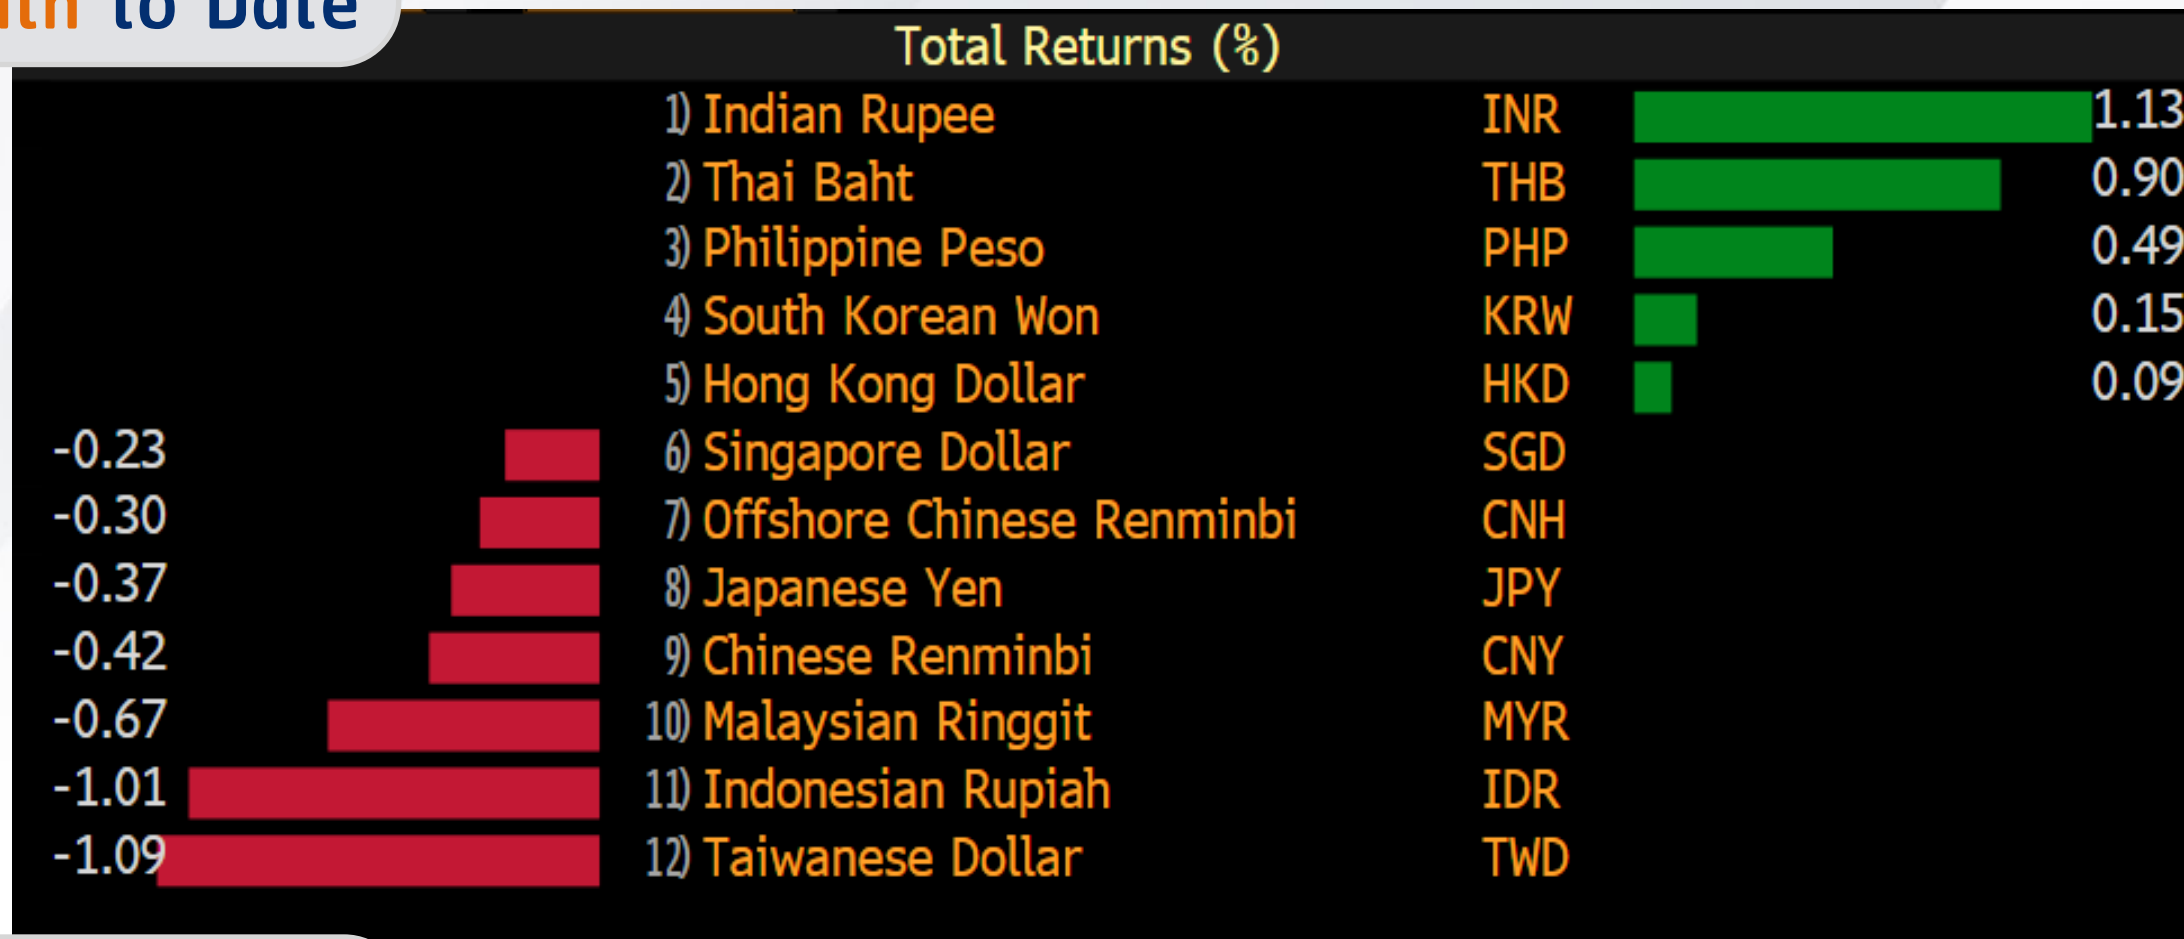 to Date
Total Returns (%)
1) Indian Rupee INR 1.13
2) Thai Baht THB 0.90
3) Philippine Peso PHP 0.49
4) South Korean Won KRW 0.15
5) Hong Kong Dollar HKD 0.09
-0.23 6) Singapore Dollar SGD
-0.30 7) Offshore Chinese Renminbi CNH
-0.37 8) Japanese Yen JPY
-0.42 9) Chinese Renminbi CNY
-0.67 10) Malaysian Ringgit MYR
-1.01 11) Indonesian Rupiah IDR
-1.09 12) Taiwanese Dollar TWD